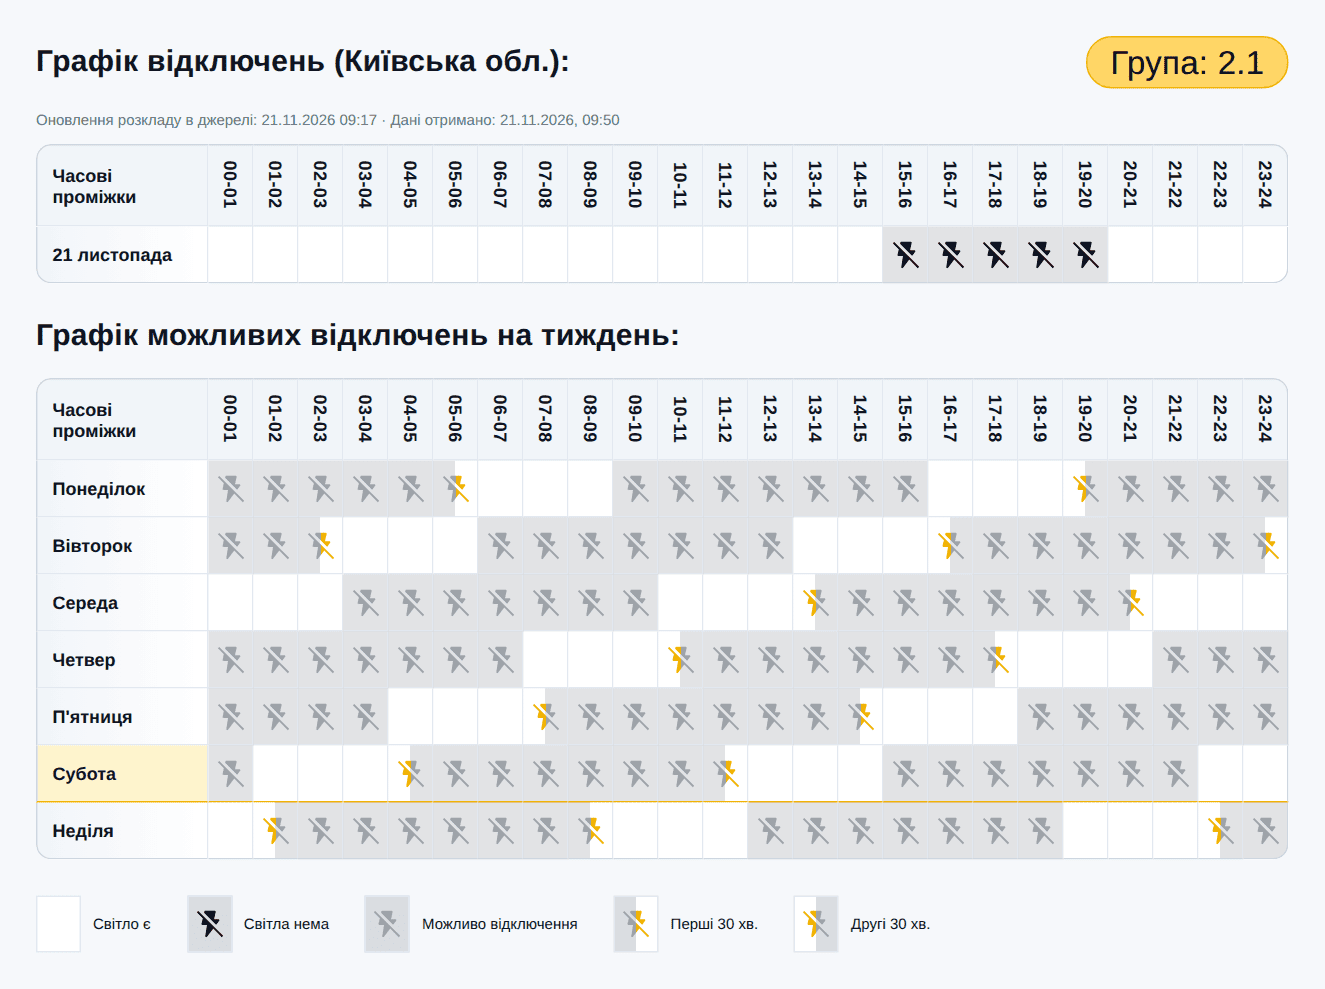 Графік відключень (Київська обл.):
Група: 2.1
Оновлення розкладу в джерелі: 21.11.2026 09:17 · Дані отримано: 21.11.2026, 09:50
Часові проміжки 00-01 01-02 02-03 03-04 04-05 05-06 06-07 07-08 08-09 09-10 10-11 11-12 12-13 13-14 14-15 15-16 16-17 17-18 18-19 19-20 20-21 21-22 22-23 23-24
21 листопада
Графік можливих відключень на тиждень:
Часові проміжки 00-01 01-02 02-03 03-04 04-05 05-06 06-07 07-08 08-09 09-10 10-11 11-12 12-13 13-14 14-15 15-16 16-17 17-18 18-19 19-20 20-21 21-22 22-23 23-24
Понеділок
Вівторок
Середа
Четвер
П'ятниця
Субота
Неділя
Світло є
Світла нема
Можливо відключення
Перші 30 хв.
Другі 30 хв.